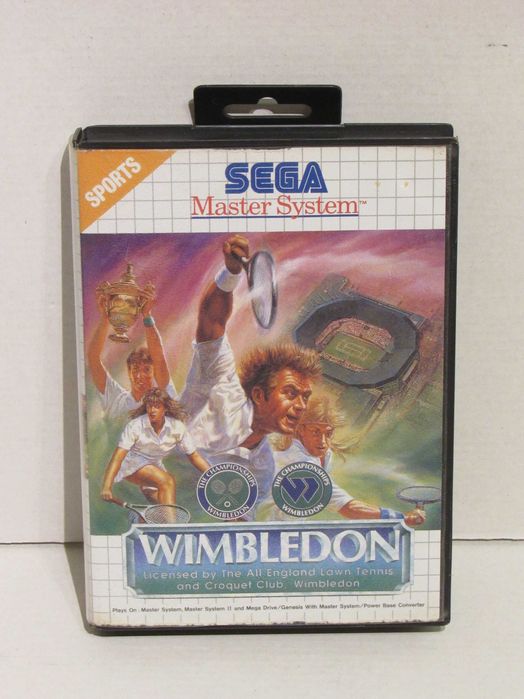 SPORTS
SEGA
Master System™
THE CHAMPIONSHIPS
WIMBLEDON
THE CHAMPIONSHIPS
WIMBLEDON
WIMBLEDON
Licensed by The All England Lawn Tennis
and Croquet Club, Wimbledon
Plays On: Master System, Master System II and Mega Drive/Genesis With Master System/Power Base Converter